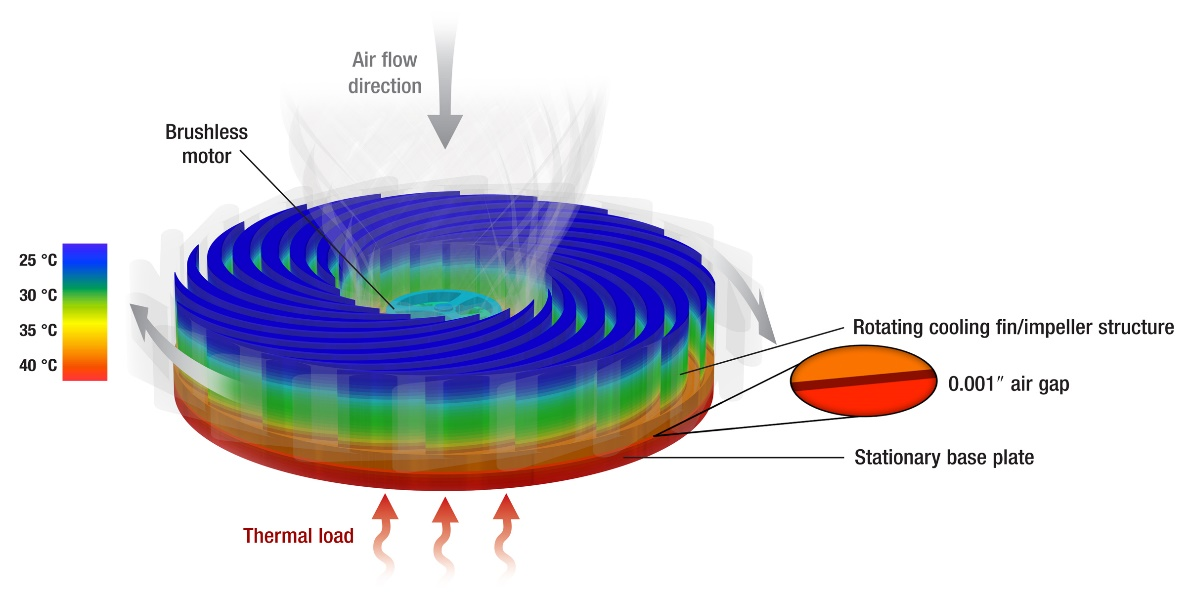 Air flow
direction
Brushless
motor
25 °C
30 °C
35 °C
40 °C
Rotating cooling fin/impeller structure
0.001″ air gap
Stationary base plate
Thermal load